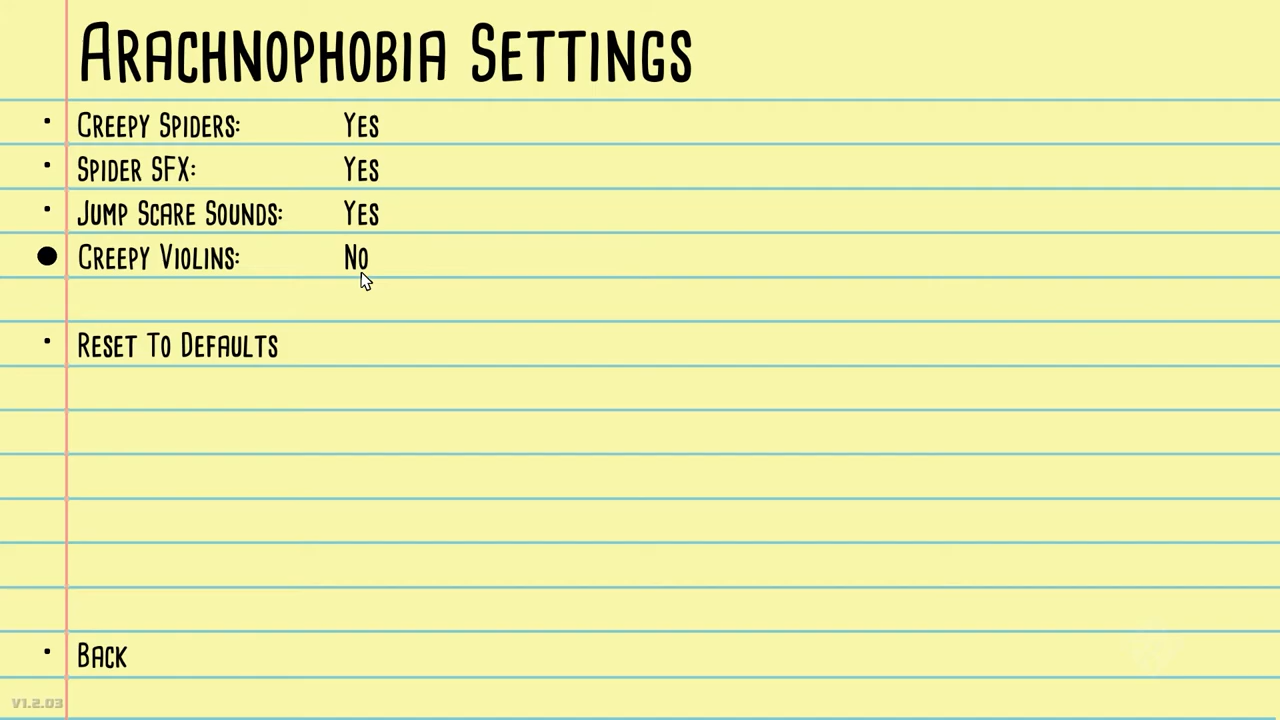 Arachnophobia Settings
Creepy Spiders: Yes
Spider SFX: Yes
Jump Scare Sounds: Yes
Creepy Violins: No
Reset To Defaults
Back
V1.2.03